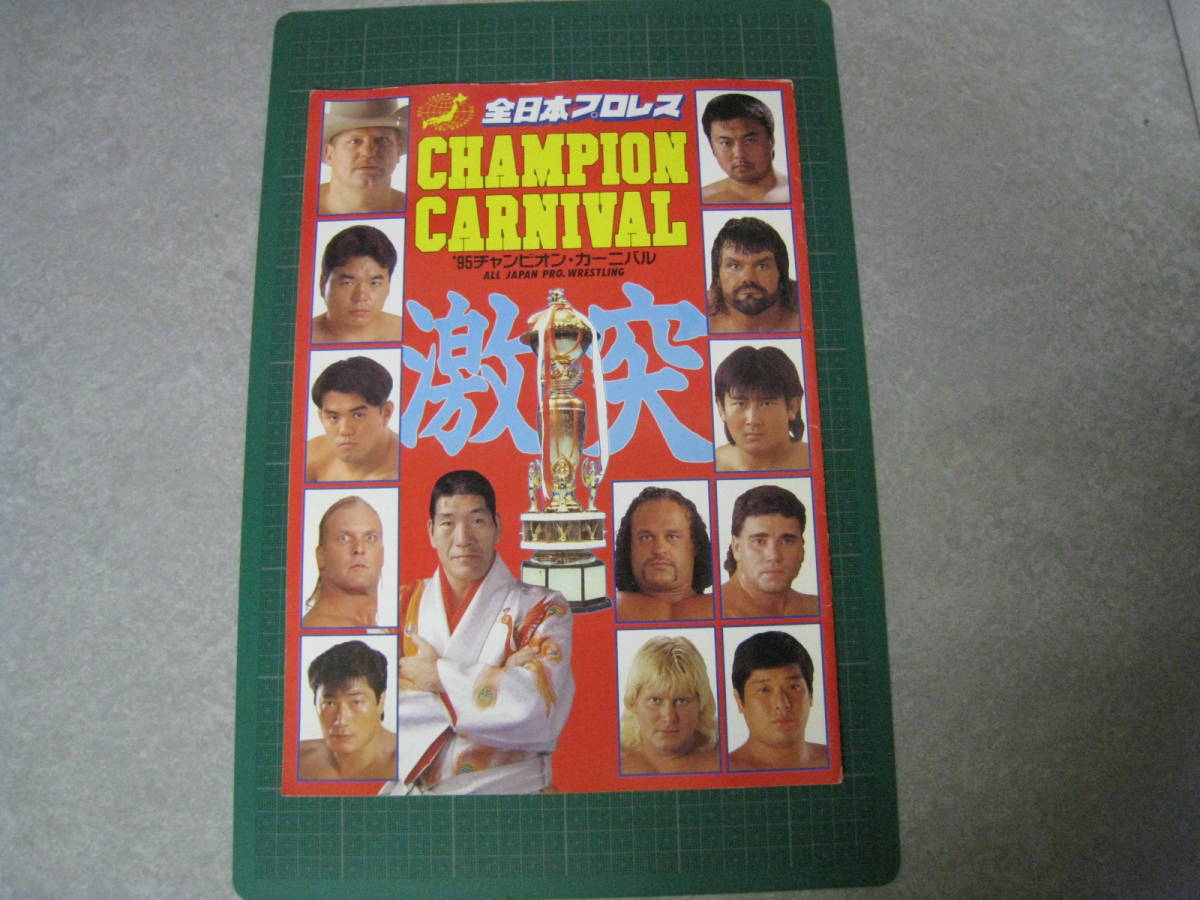 全日本プロレス
CHAMPION
CARNIVAL
'95チャンピオン・カーニバル
ALL JAPAN PRO. WRESTLING
激突